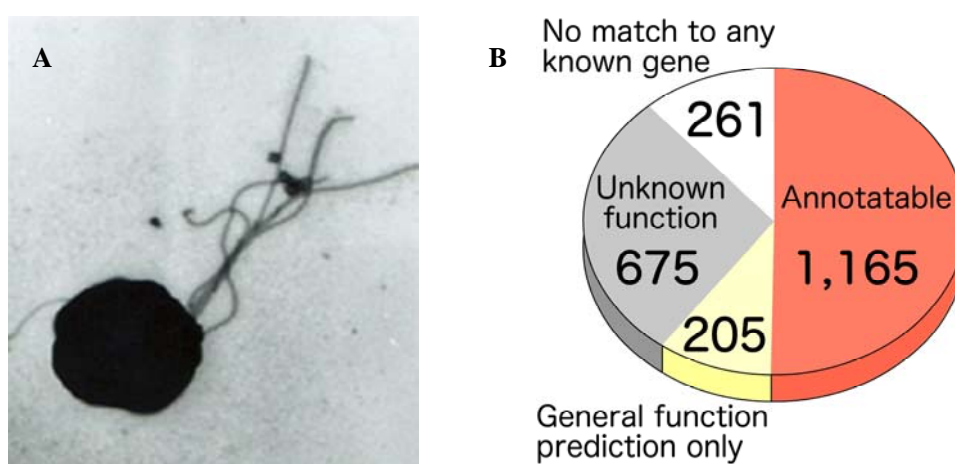 A
B
No match to any
known gene
261
Unknown
function
675
Annotatable
1,165
205
General function
prediction only